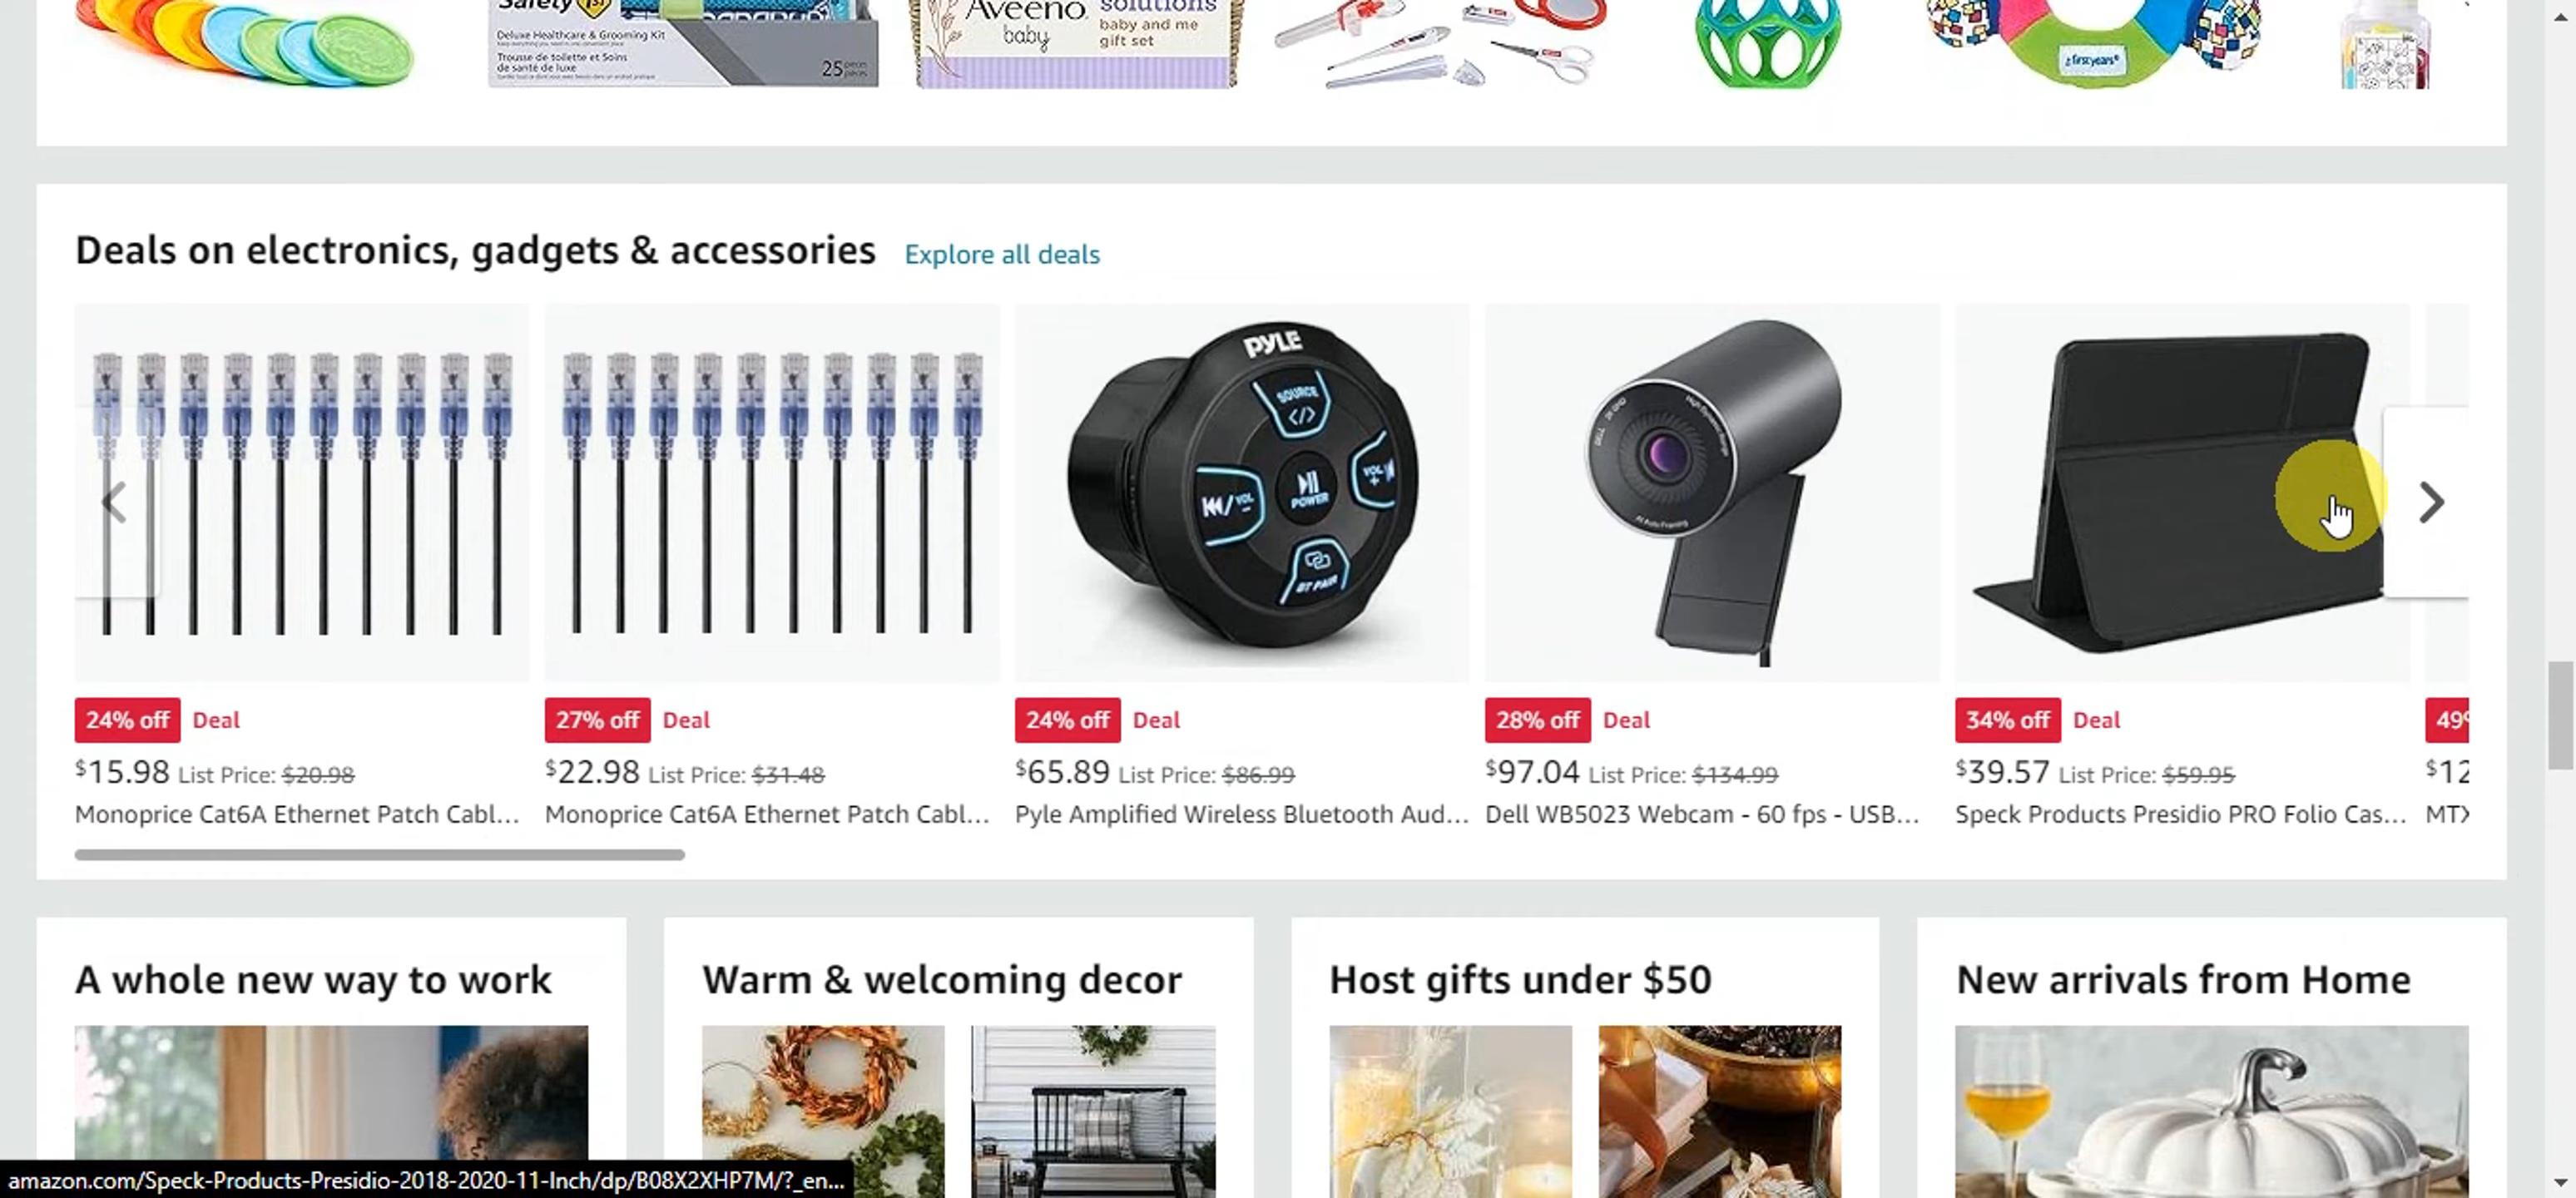 Safety 1st
Deluxe Healthcare & Grooming Kit
Trousse de toilette et Soins
de santé de luxe
25
Aveeno
baby
solutions
baby and me
gift set
first years
Deals on electronics, gadgets & accessories Explore all deals
PYLE
SOURCE
VOL
VOL
POWER
BT PAIR
24% off Deal
$15.98 List Price: $20.98
Monoprice Cat6A Ethernet Patch Cabl...
27% off Deal
$22.98 List Price: $31.48
Monoprice Cat6A Ethernet Patch Cabl...
24% off Deal
$65.89 List Price: $86.99
Pyle Amplified Wireless Bluetooth Aud...
28% off Deal
$97.04 List Price: $134.99
Dell WB5023 Webcam - 60 fps - USB...
34% off Deal
$39.57 List Price: $59.95
Speck Products Presidio PRO Folio Cas...
49%
$12
MTX
A whole new way to work
Warm & welcoming decor
Host gifts under $50
New arrivals from Home
amazon.com/Speck-Products-Presidio-2018-2020-11-Inch/dp/B08X2XHP7M/?_en...